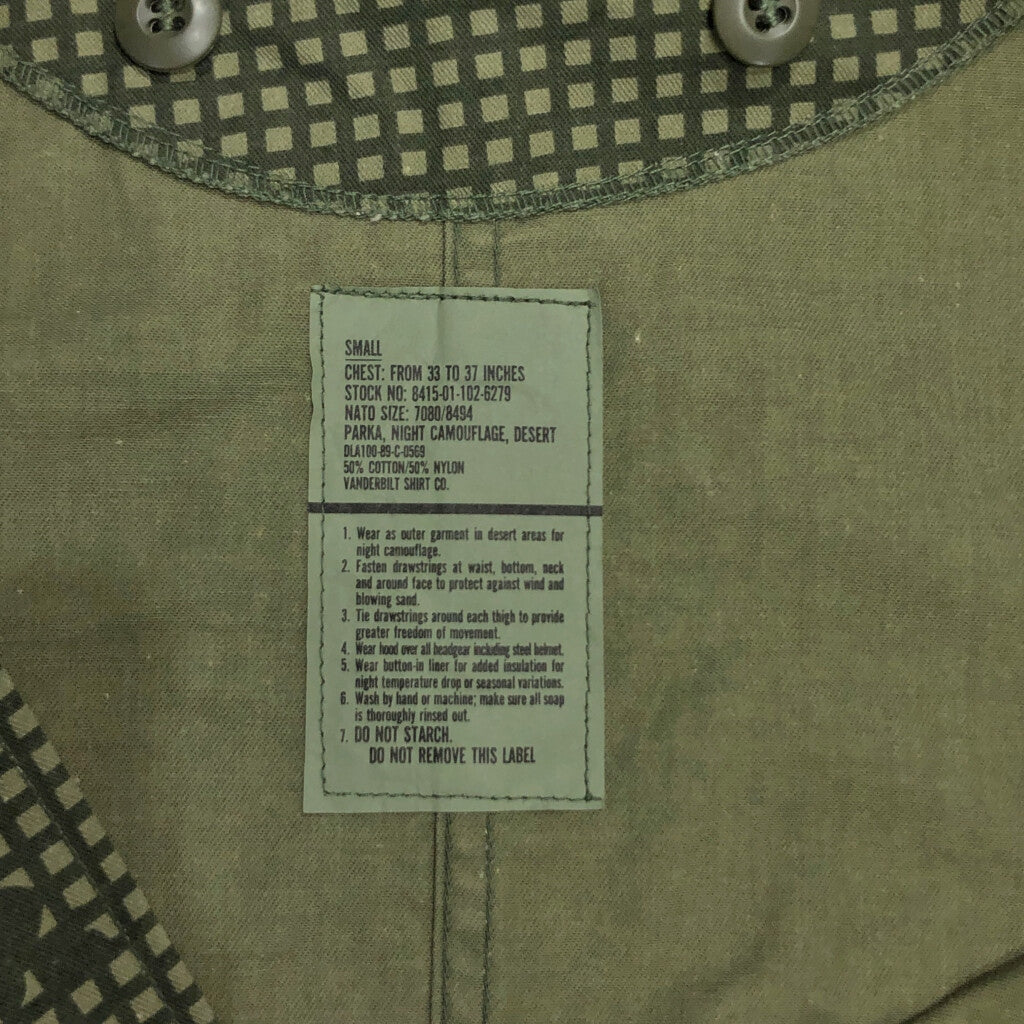 SMALL
CHEST: FROM 33 TO 37 INCHES
STOCK NO: 8415-01-102-6279
NATO SIZE: 7080/8494
PARKA, NIGHT CAMOUFLAGE, DESERT
DLA100-89-C-0569
50% COTTON/50% NYLON
VANDERBILT SHIRT CO.
1. Wear as outer garment in desert areas for
night camouflage.
2. Fasten drawstrings at waist, bottom, neck
and around face to protect against wind and
blowing sand.
3. Tie drawstrings around each thigh to provide
greater freedom of movement.
4. Wear hood over all headgear including steel helmet.
5. Wear button-in liner for added insulation for
night temperature drop or seasonal variations.
6. Wash by hand or machine; make sure all soap
is thoroughly rinsed out.
7. DO NOT STARCH.
DO NOT REMOVE THIS LABEL